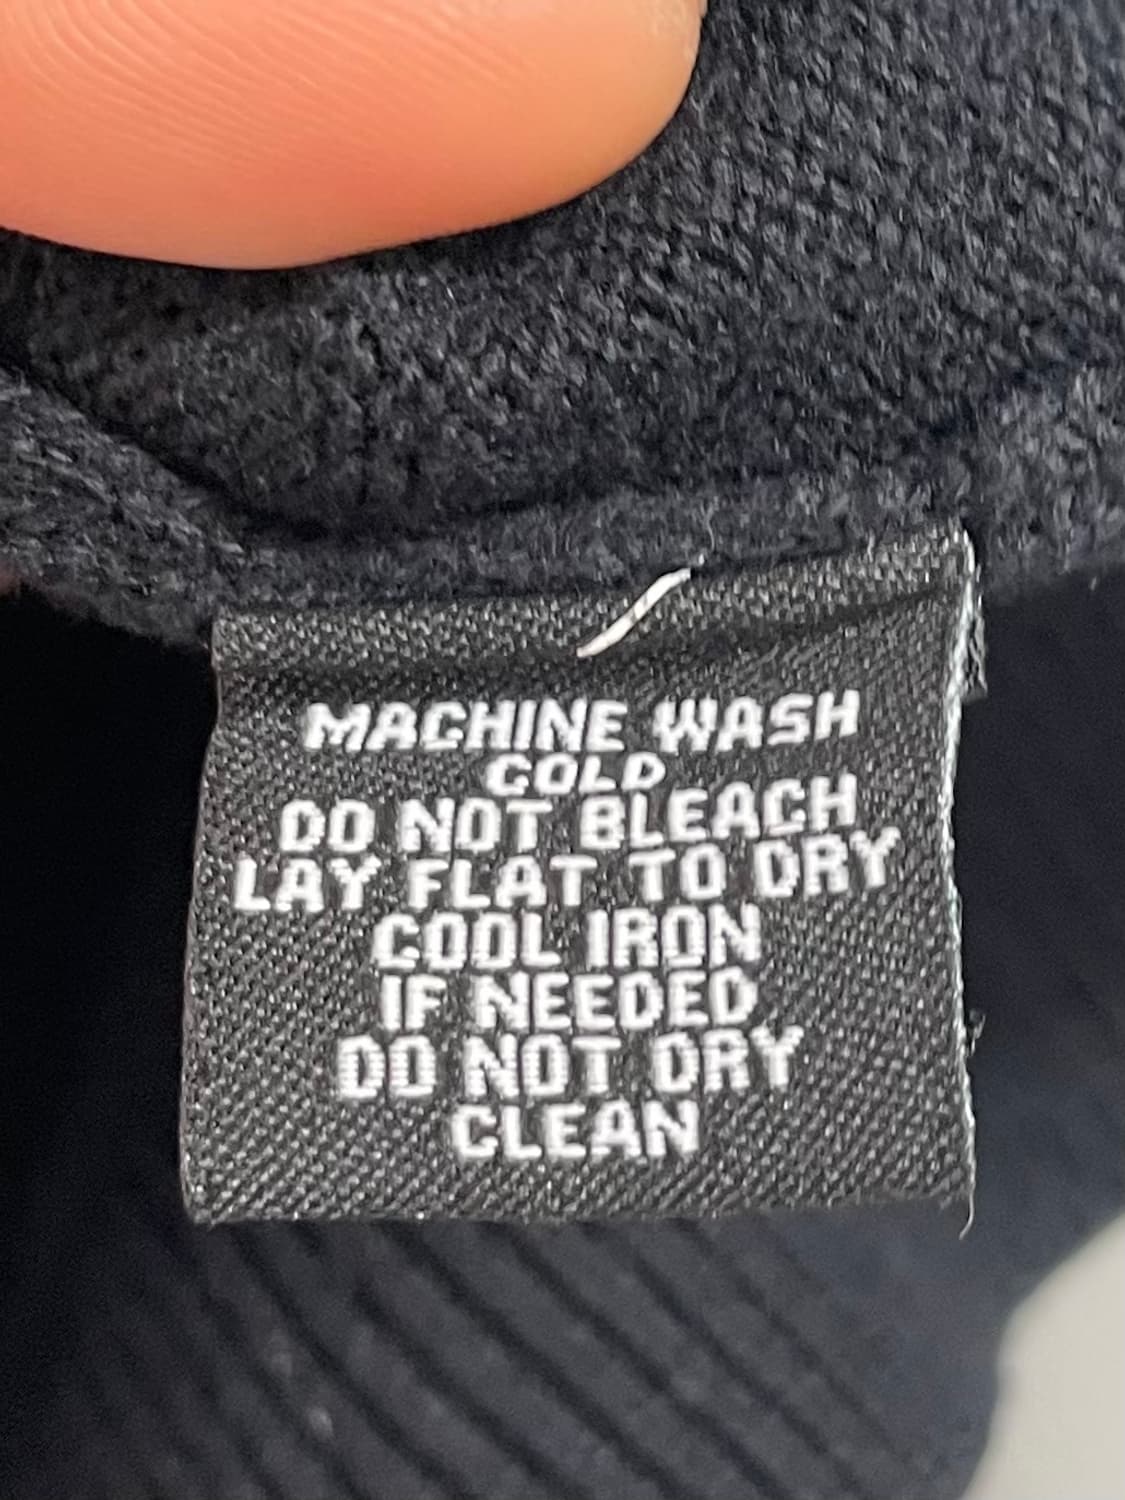 MACHINE WASH
COLD
DO NOT BLEACH
LAY FLAT TO DRY
COOL IRON
IF NEEDED
DO NOT DRY
CLEAN